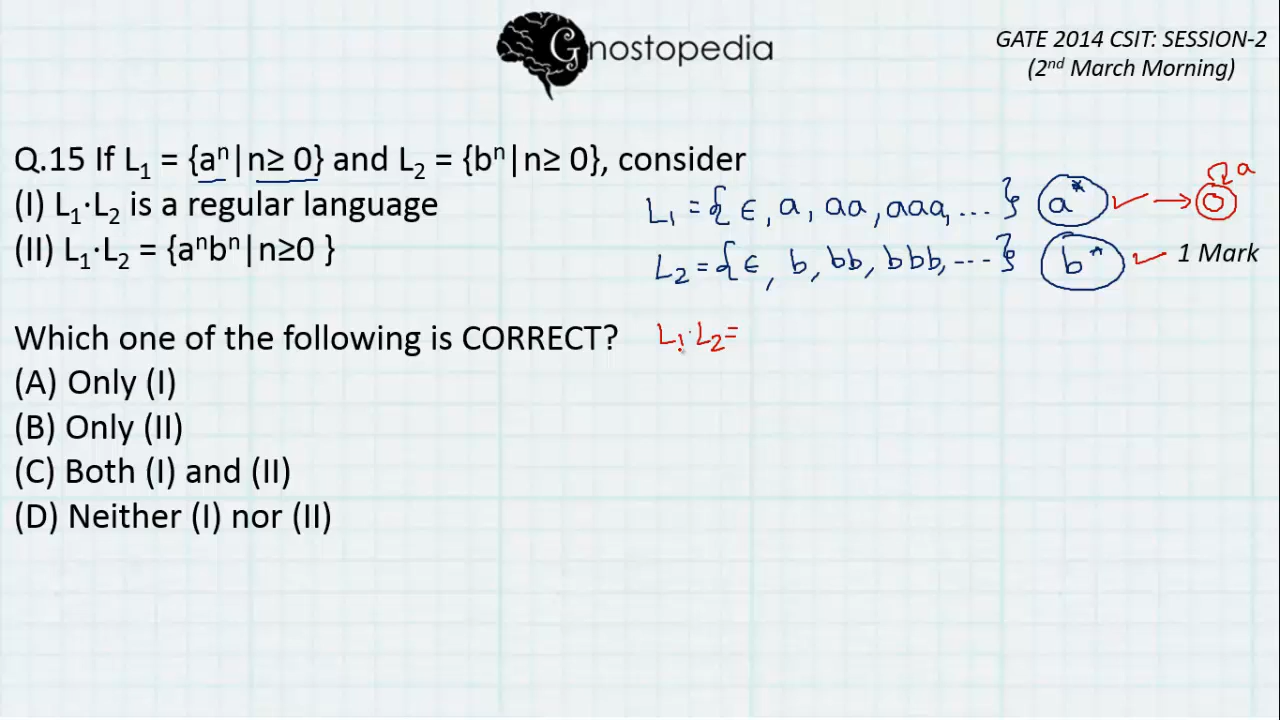 Gnostopedia
GATE 2014 CSIT: SESSION-2
(2nd March Morning)
Q.15 If L₁ = {aⁿ|n≥ 0} and L₂ = {bⁿ|n≥ 0}, consider
(I) L₁·L₂ is a regular language
(II) L₁·L₂ = {aⁿbⁿ|n≥0 }
L₁ = { ϵ, a, aa, aaa, ... } a* a
L₂ = { ϵ, b, bb, bbb, --- } b*
1 Mark
Which one of the following is CORRECT?
L₁·L₂ =
(A) Only (I)
(B) Only (II)
(C) Both (I) and (II)
(D) Neither (I) nor (II)